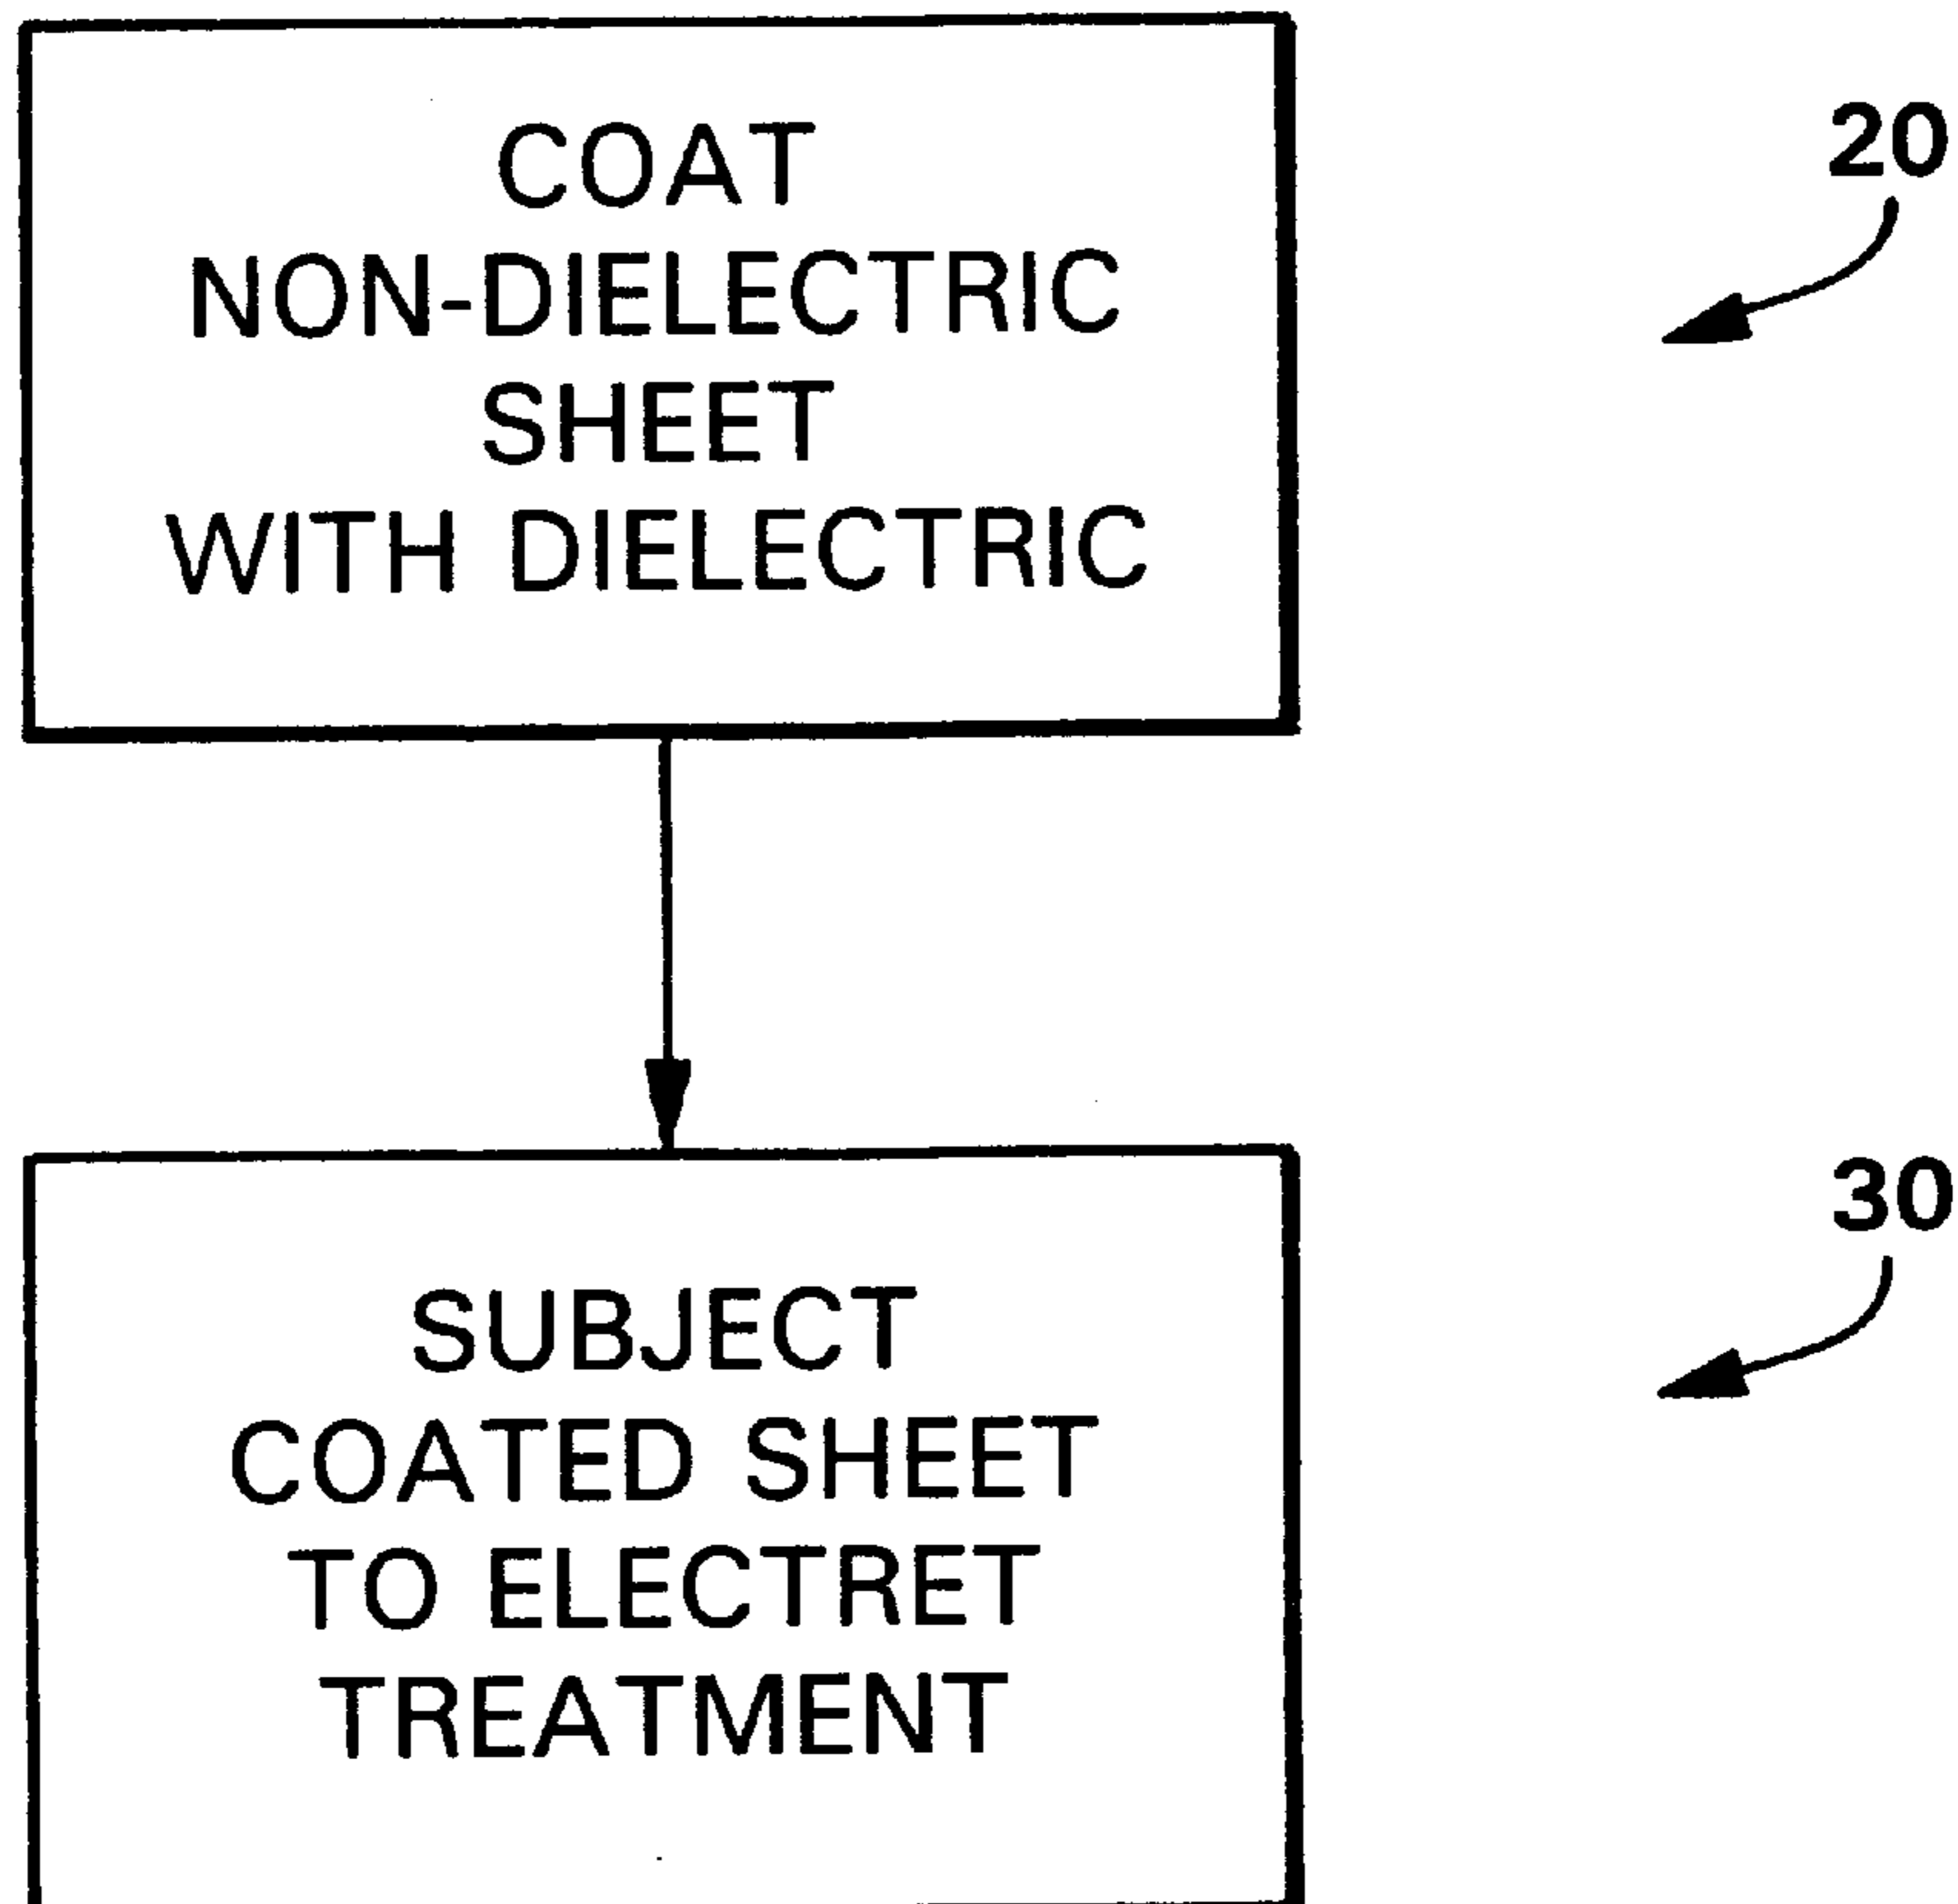 COAT
NON-DIELECTRIC
SHEET
WITH DIELECTRIC
20
SUBJECT
COATED SHEET
TO ELECTRET
TREATMENT
30